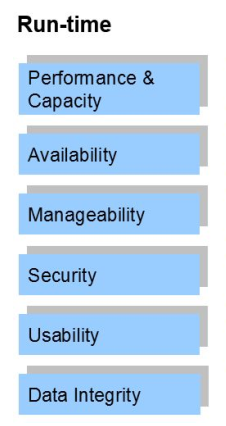 Run-time
Performance &
Capacity
Availability
Manageability
Security
Usability
Data Integrity